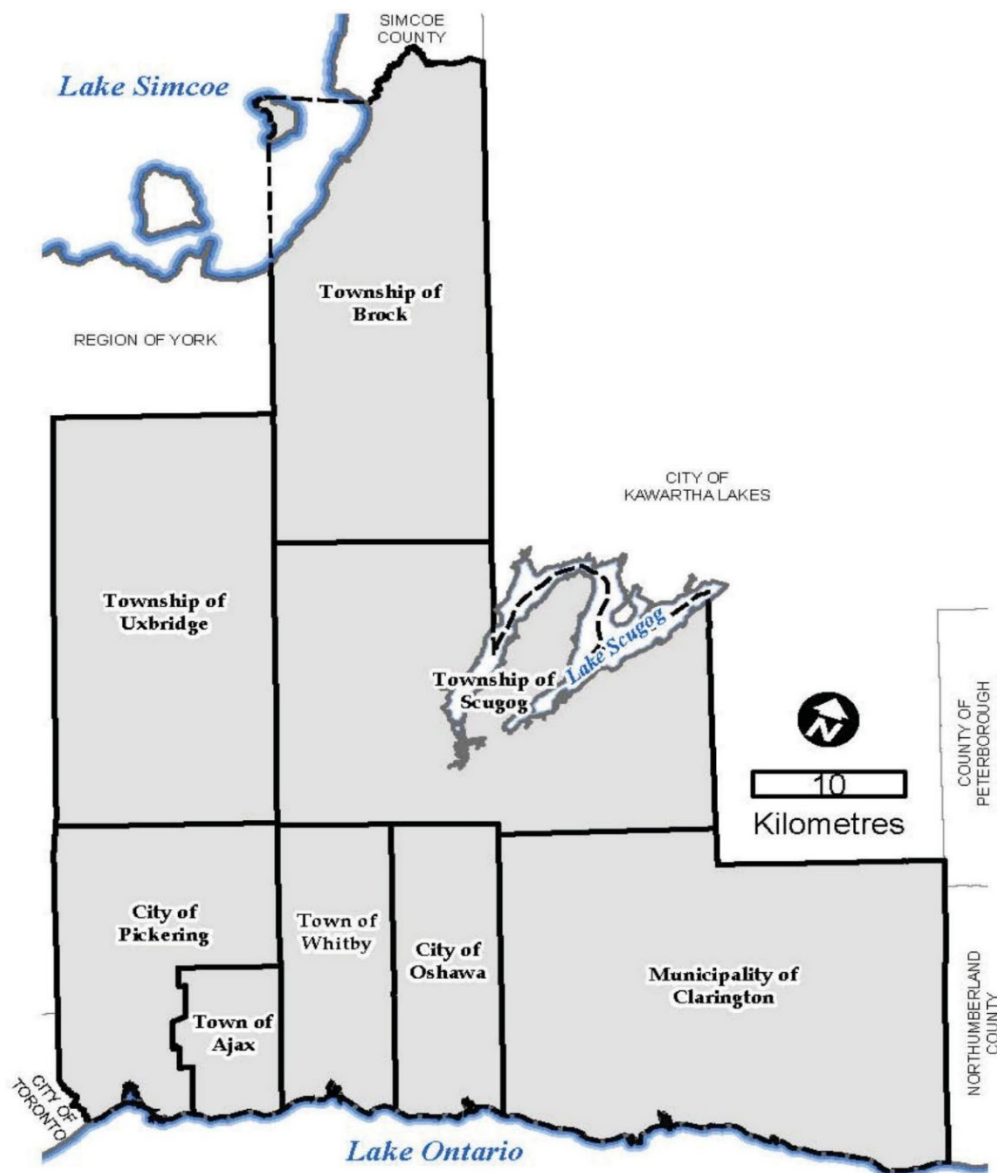 SIMCOE
COUNTY
Lake Simcoe
Township of
Brock
REGION OF YORK
CITY OF
KAWARTHA LAKES
Township of
Uxbridge
Lake Scugog
Township of
Scugog
N
10
Kilometres
COUNTY OF
PETERBOROUGH
City of
Pickering
Town of
Whitby
City of
Oshawa
Municipality of
Clarington
Town of
Ajax
NORTHUMBERLAND
COUNTY
CITY OF
TORONTO
Lake Ontario